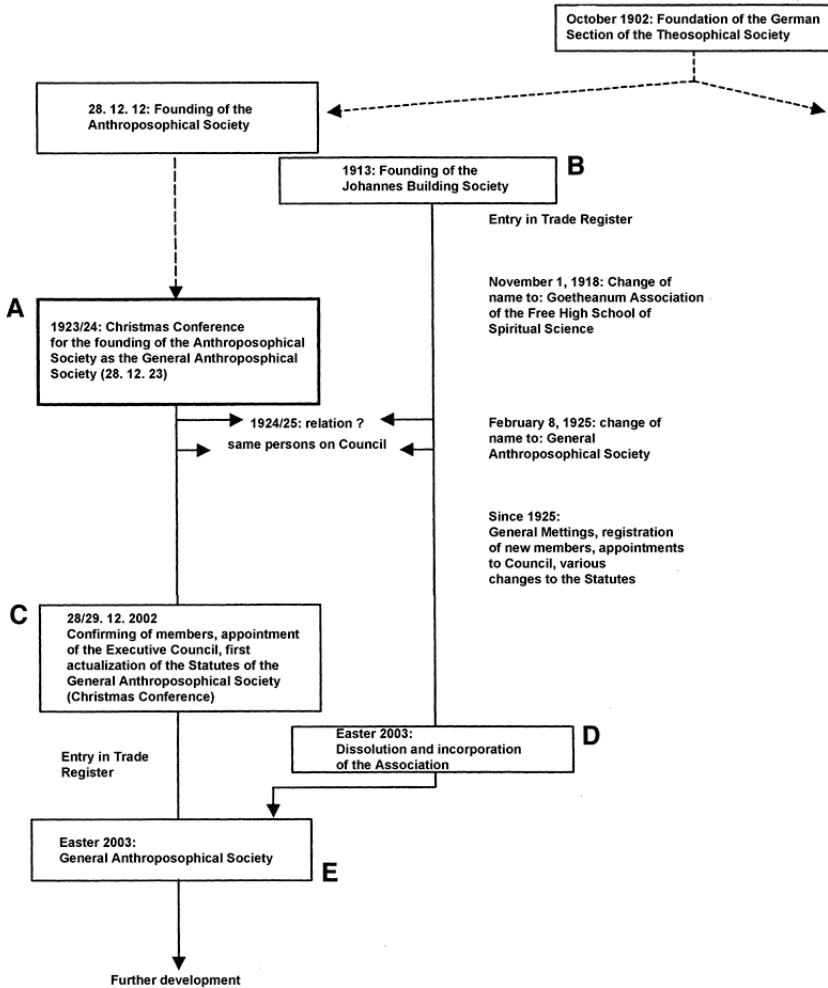 October 1902: Foundation of the German
Section of the Theosophical Society
28. 12. 12: Founding of the
Anthroposophical Society
1913: Founding of the
Johannes Building Society
B
Entry in Trade Register
November 1, 1918: Change of
name to: Goetheanum Association
of the Free High School of
Spiritual Science
A
1923/24: Christmas Conference
for the founding of the Anthroposophical
Society as the General Anthroposphical
Society (28. 12. 23)
1924/25: relation ?
same persons on Council
February 8, 1925: change of
name to: General
Anthroposophical Society
Since 1925:
General Mettings, registration
of new members, appointments
to Council, various
changes to the Statutes
C
28/29. 12. 2002
Confirming of members, appointment
of the Executive Council, first
actualization of the Statutes of the
General Anthroposophical Society
(Christmas Conference)
Easter 2003:
Dissolution and incorporation
of the Association
D
Entry in Trade
Register
Easter 2003:
General Anthroposophical Society
E
Further development